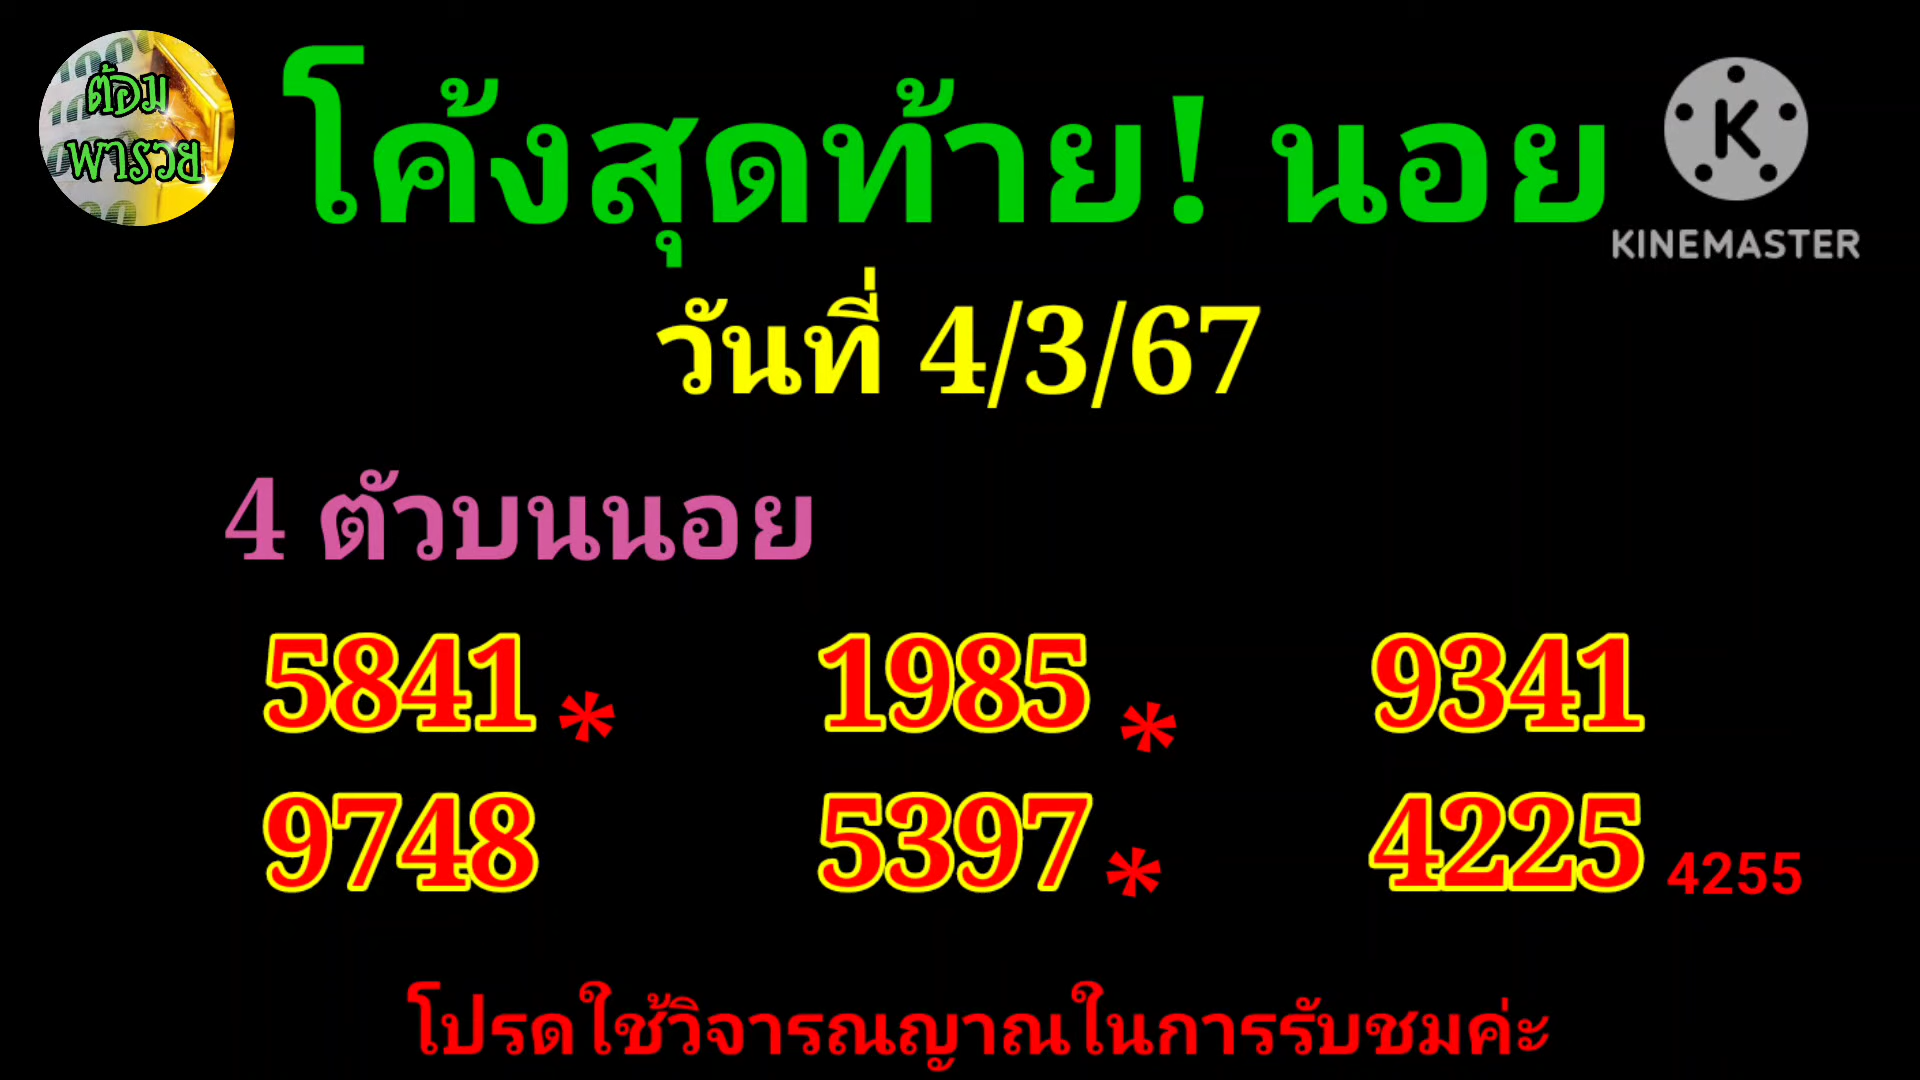 ต้อม
พารวย
โค้งสุดท้าย! นอย
KINEMASTER
วันที่ 4/3/67
4 ตัวบนนอย
5841 * 1985 * 9341
9748 5397 * 4225 4255
โปรดใช้วิจารณญาณในการรับชมค่ะ